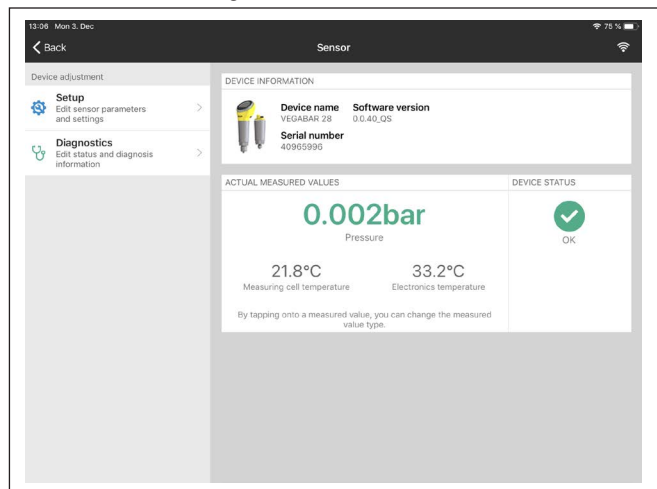 13:06 Mon 3. Dec
75 %
Back
Sensor
Device adjustment
Setup
Edit sensor parameters
and settings
Diagnostics
Edit status and diagnosis
information
DEVICE INFORMATION
Device name Software version
VEGABAR 28 0.0.40_QS
Serial number
40965996
ACTUAL MEASURED VALUES
0.002bar
Pressure
21.8°C 33.2°C
Measuring cell temperature Electronics temperature
By tapping onto a measured value, you can change the measured
value type.
DEVICE STATUS
OK